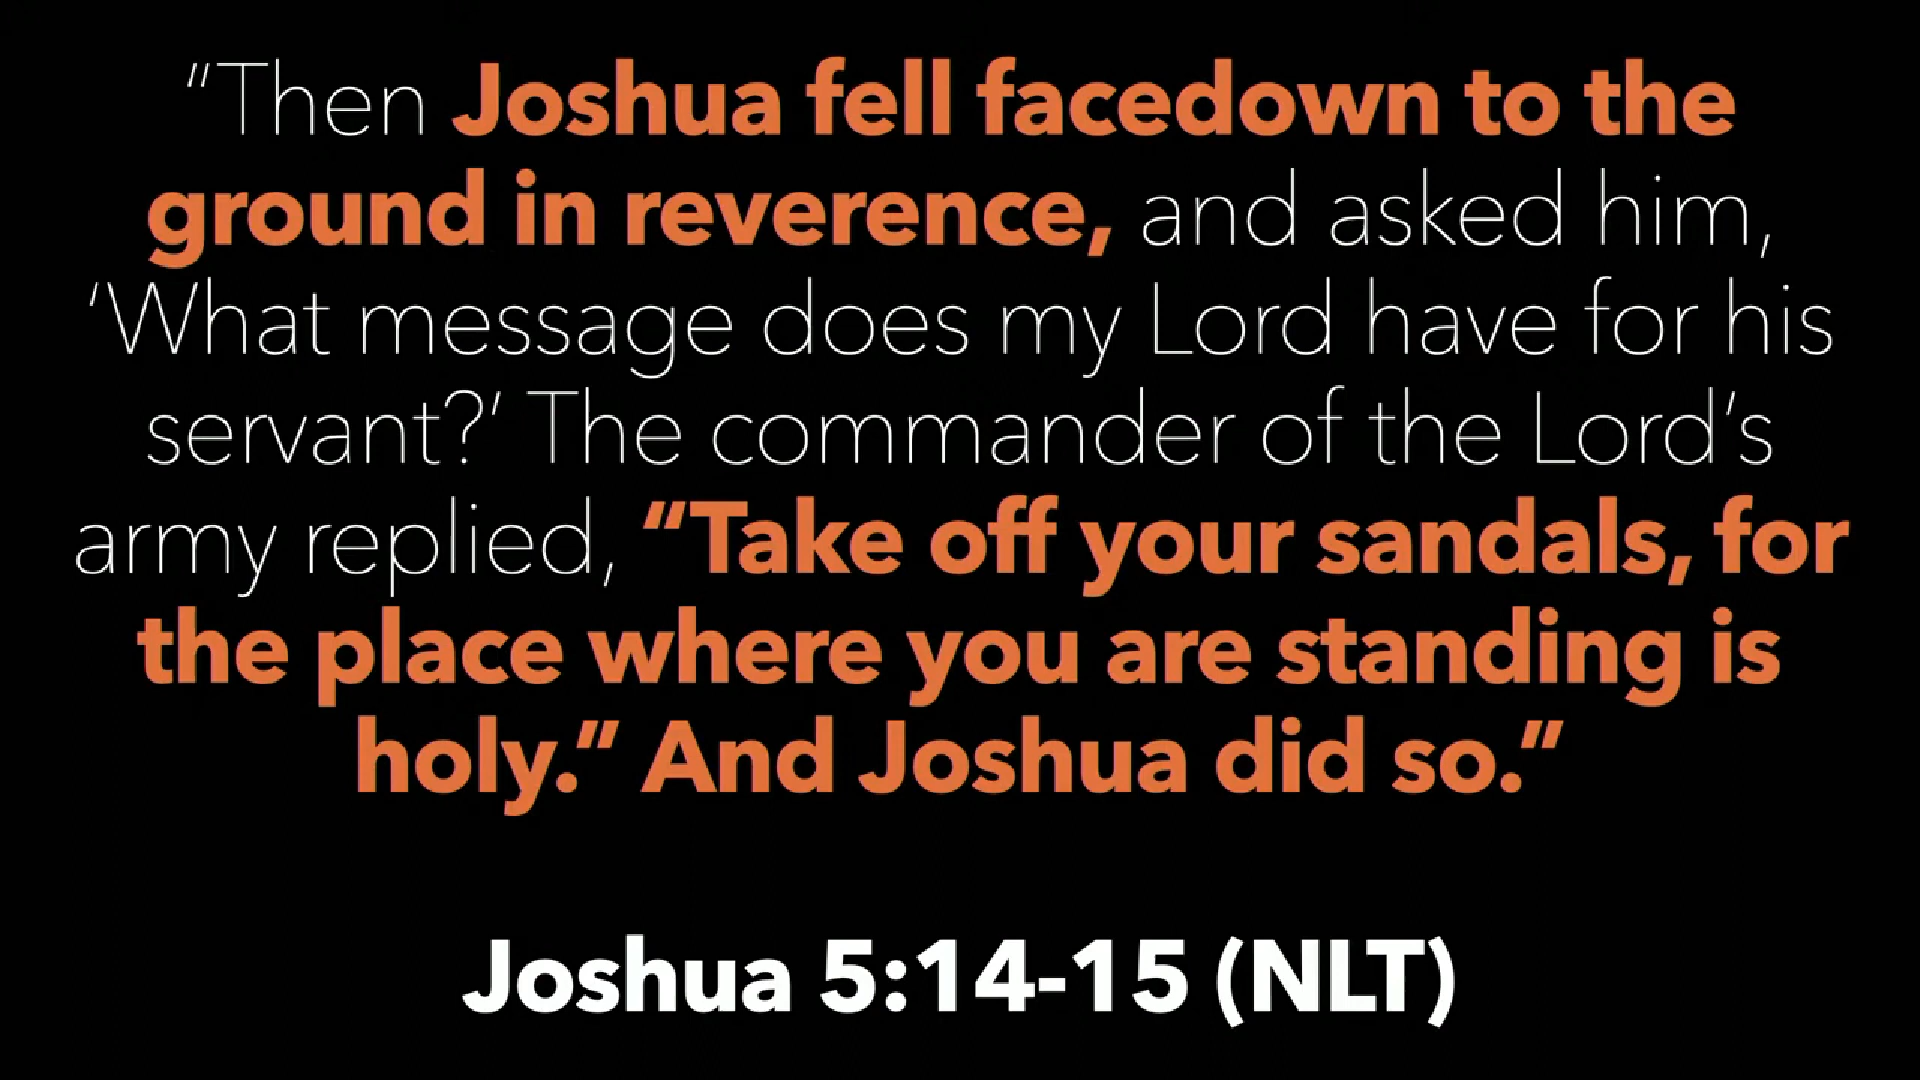 “Then Joshua fell facedown to the
ground in reverence, and asked him,
‘What message does my Lord have for his
servant?’ The commander of the Lord’s
army replied, “Take off your sandals, for
the place where you are standing is
holy.” And Joshua did so.”
Joshua 5:14-15 (NLT)